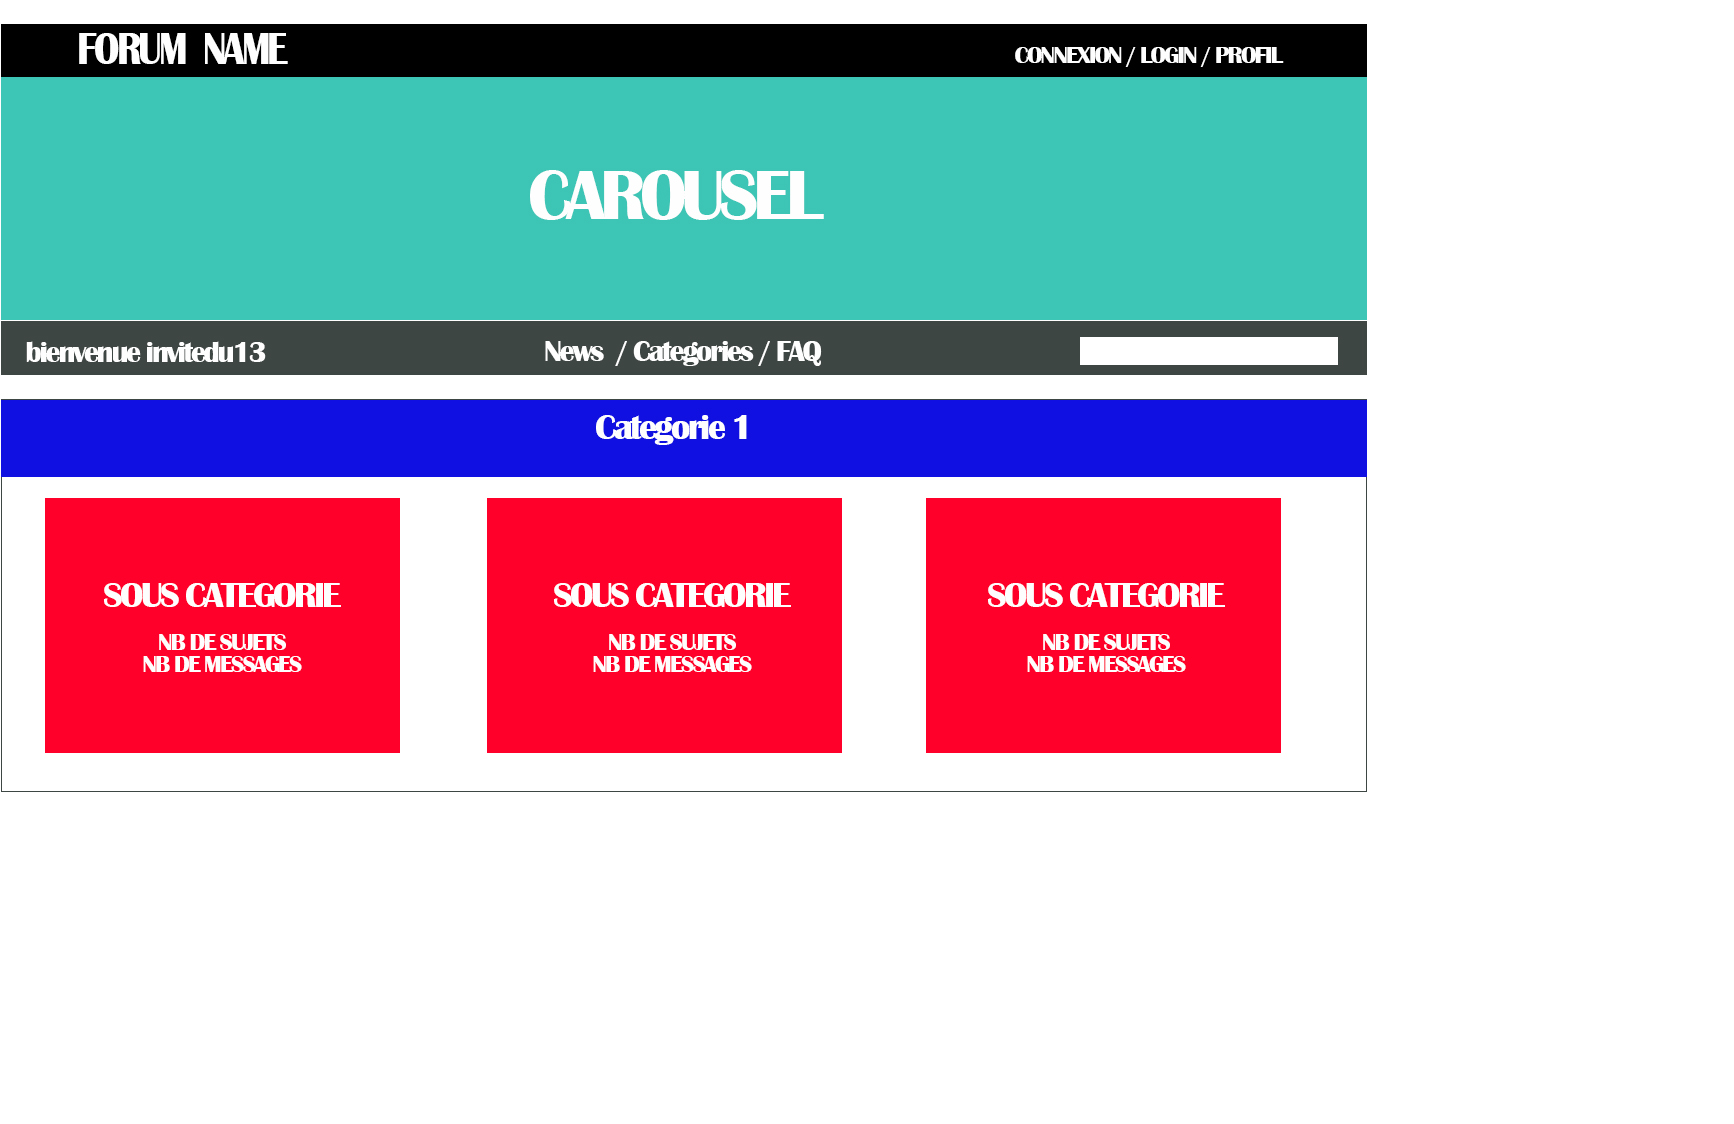 FORUM NAME
CONNEXION / LOGIN / PROFIL
CAROUSEL
bienvenue invitedu13
News / Categories / FAQ
Categorie 1
SOUS CATEGORIE
NB DE SUJETS
NB DE MESSAGES
SOUS CATEGORIE
NB DE SUJETS
NB DE MESSAGES
SOUS CATEGORIE
NB DE SUJETS
NB DE MESSAGES